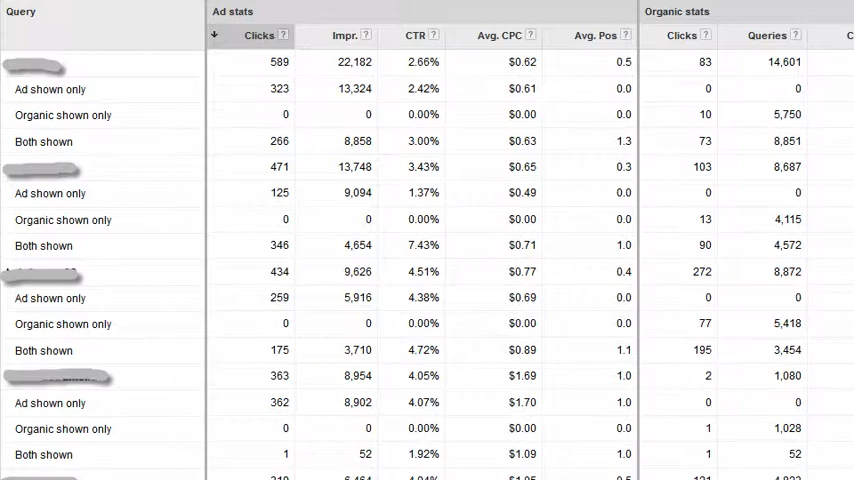 Query Ad stats Organic stats
Clicks ? Impr. ? CTR ? Avg. CPC ? Avg. Pos ? Clicks ? Queries ? C
589 22,182 2.66% $0.62 0.5 83 14,601
Ad shown only 323 13,324 2.42% $0.61 0.0 0 0
Organic shown only 0 0 0.00% $0.00 0.0 10 5,750
Both shown 266 8,858 3.00% $0.63 1.3 73 8,851
471 13,748 3.43% $0.65 0.3 103 8,687
Ad shown only 125 9,094 1.37% $0.49 0.0 0 0
Organic shown only 0 0 0.00% $0.00 0.0 13 4,115
Both shown 346 4,654 7.43% $0.71 1.0 90 4,572
434 9,626 4.51% $0.77 0.4 272 8,872
Ad shown only 259 5,916 4.38% $0.69 0.0 0 0
Organic shown only 0 0 0.00% $0.00 0.0 77 5,418
Both shown 175 3,710 4.72% $0.89 1.1 195 3,454
363 8,954 4.05% $1.69 1.0 2 1,080
Ad shown only 362 8,902 4.07% $1.70 1.0 0 0
Organic shown only 0 0 0.00% $0.00 0.0 1 1,028
Both shown 1 52 1.92% $1.09 1.0 1 52